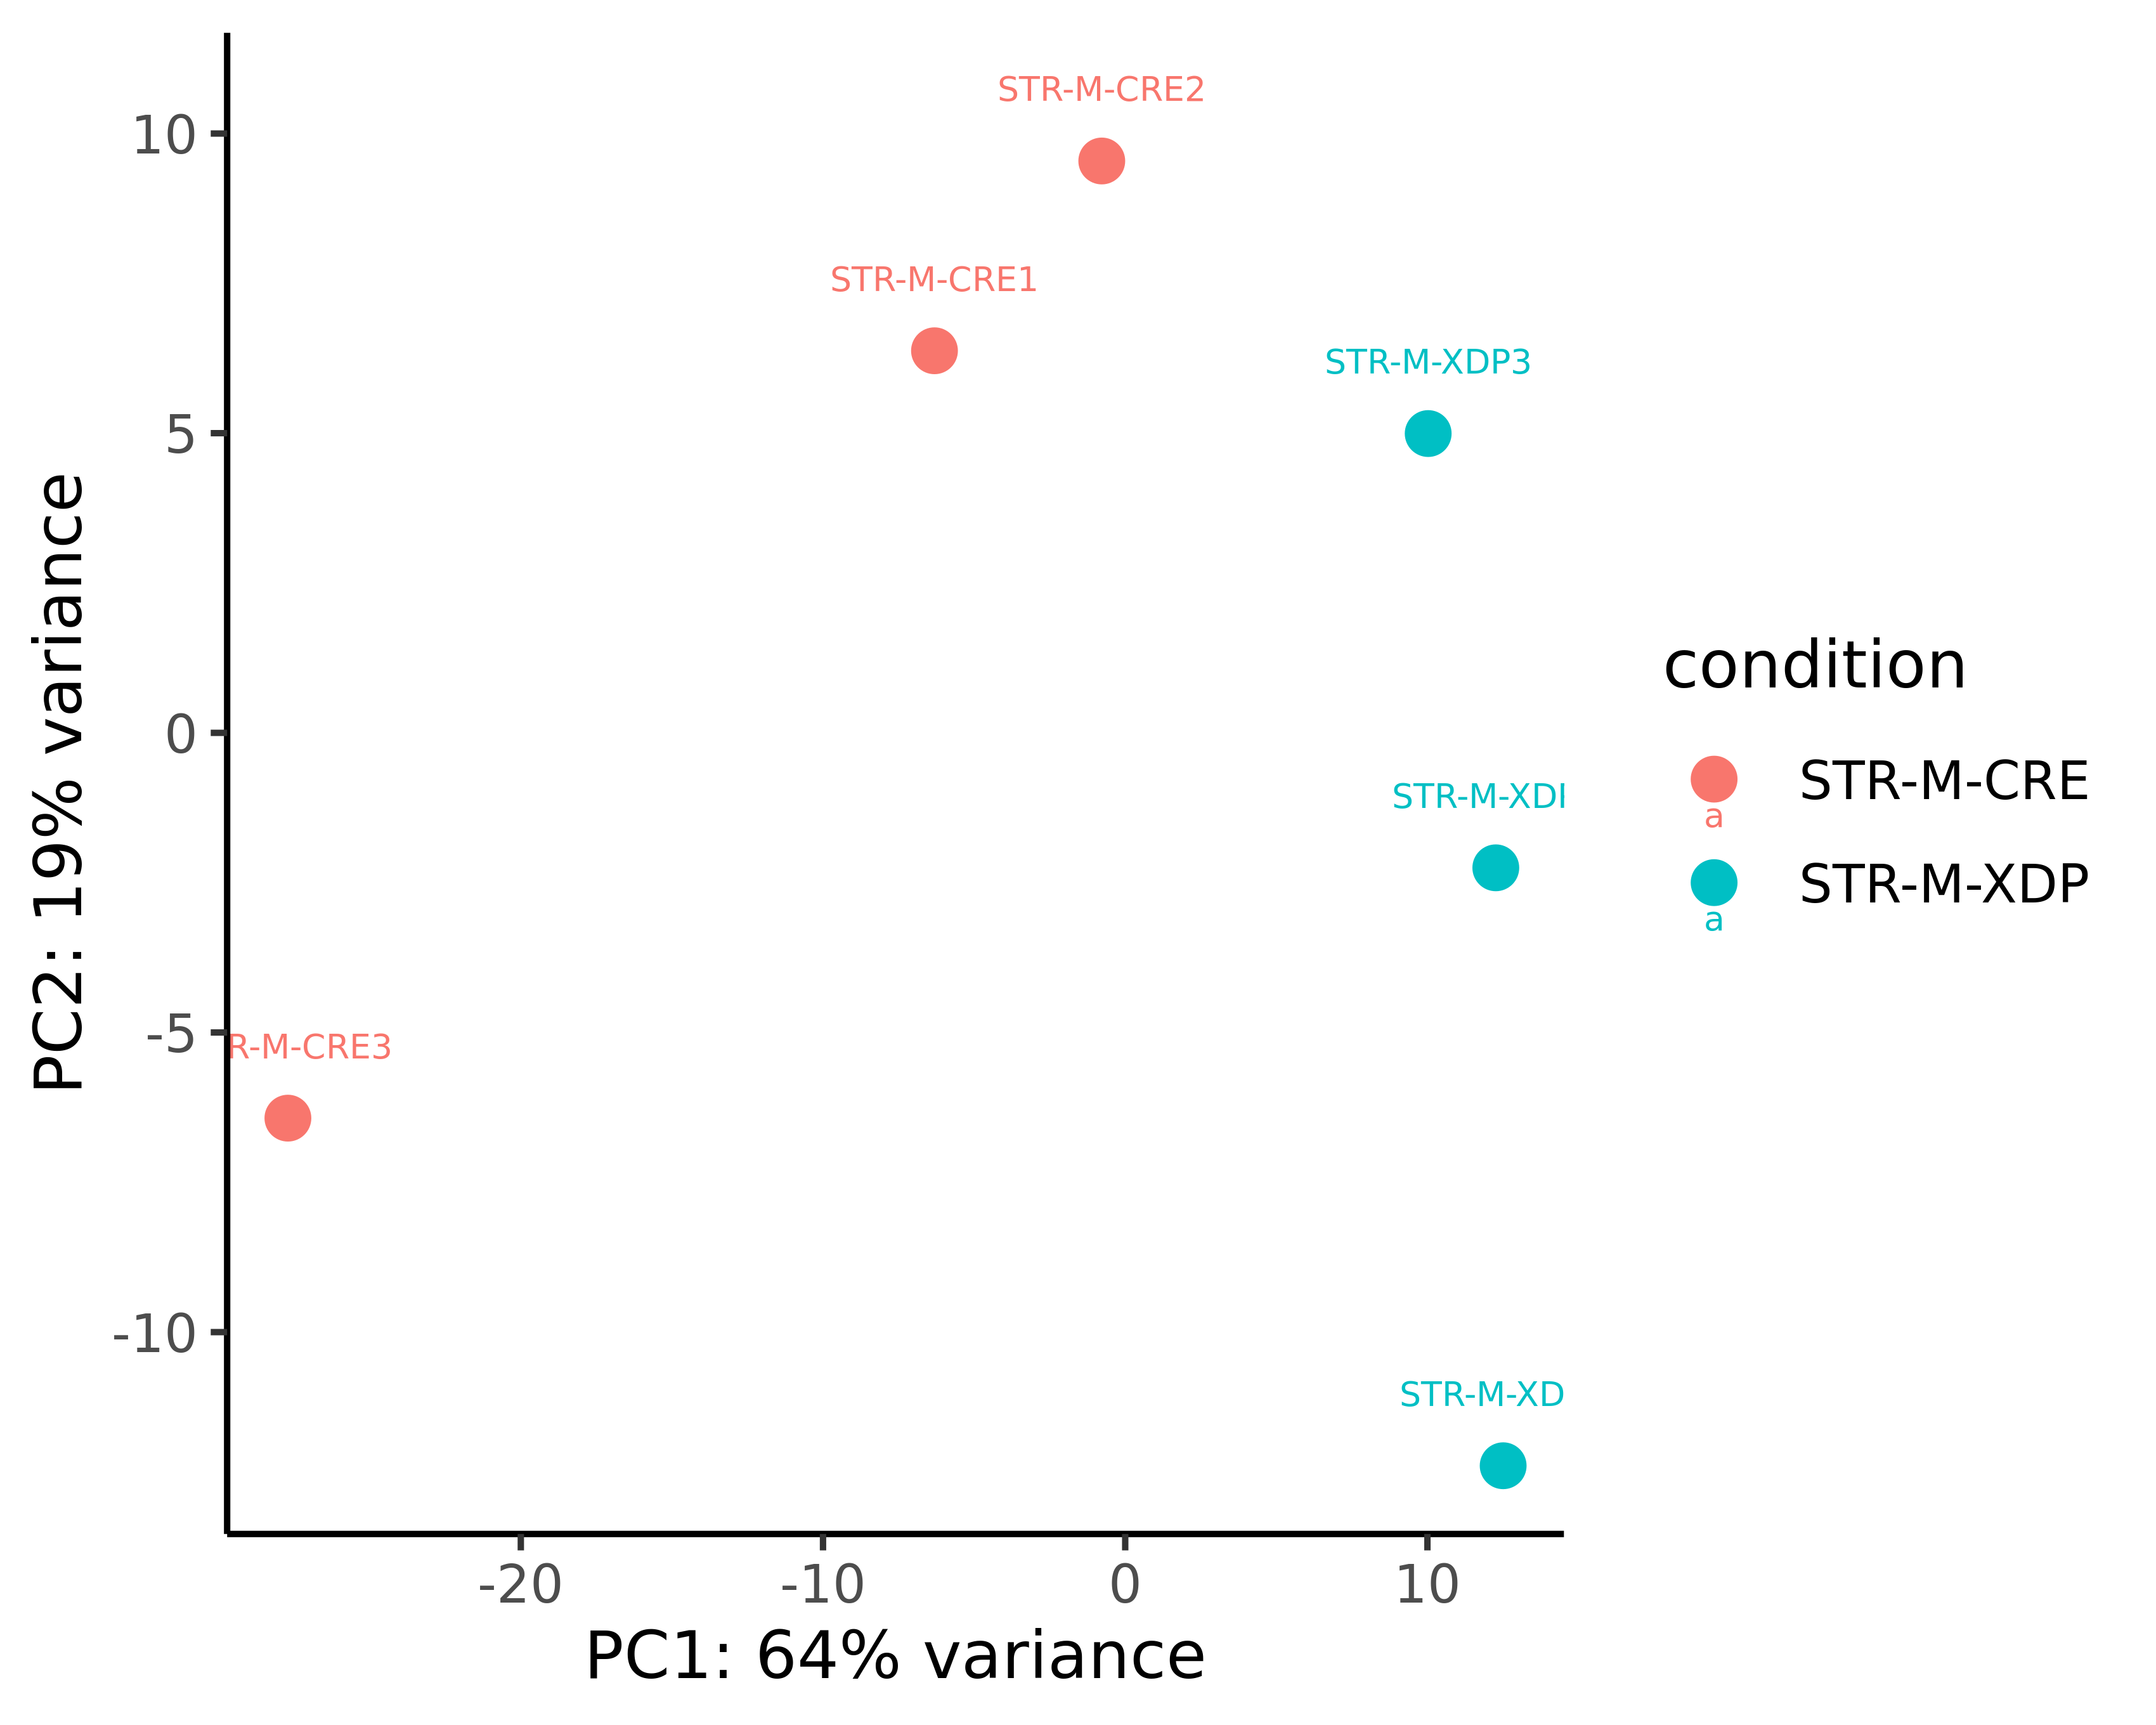 STR-M-CRE2
10
STR-M-CRE1
STR-M-XDP3
5
PC2: 19% variance
condition
0
STR-M-CRE
a
STR-M-XDP
a
STR-M-XD
-5
R-M-CRE3
-10
STR-M-XD
-20
-10
0
10
PC1: 64% variance